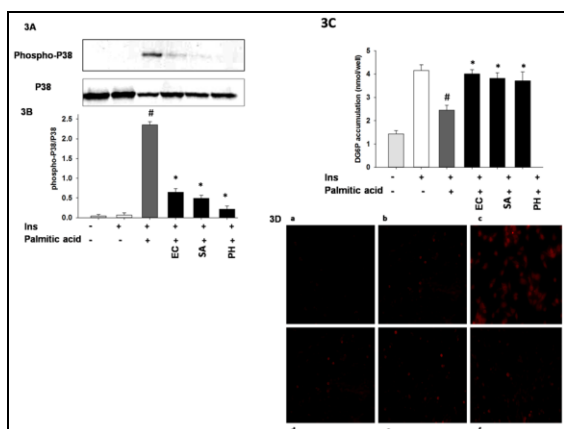 3A
Phospho-P38
P38
3B
phospho-P38/P38
2.5
2.0
1.5
1.0
0.5
0.0
#
*
*
*
Ins - + + + + +
Palmitic acid - - + + + +
EC SA PH
3C
DG6P accumulation (nmol/well)
5
4
3
2
1
0
#
*
*
*
Ins - + + + + +
Palmitic acid - - + + + +
EC SA PH
3D
a b c